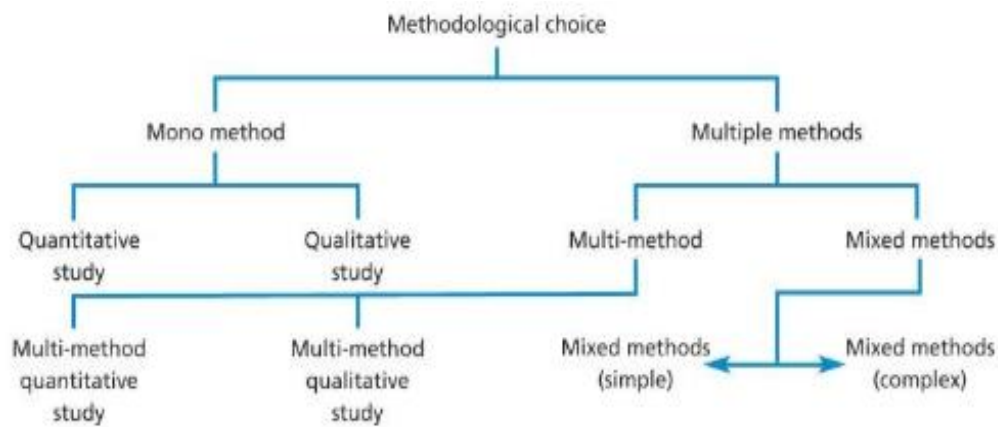 Methodological choice
Mono method
Multiple methods
Quantitative
study
Qualitative
study
Multi-method
Mixed methods
Multi-method
quantitative
study
Multi-method
qualitative
study
Mixed methods
(simple)
Mixed methods
(complex)